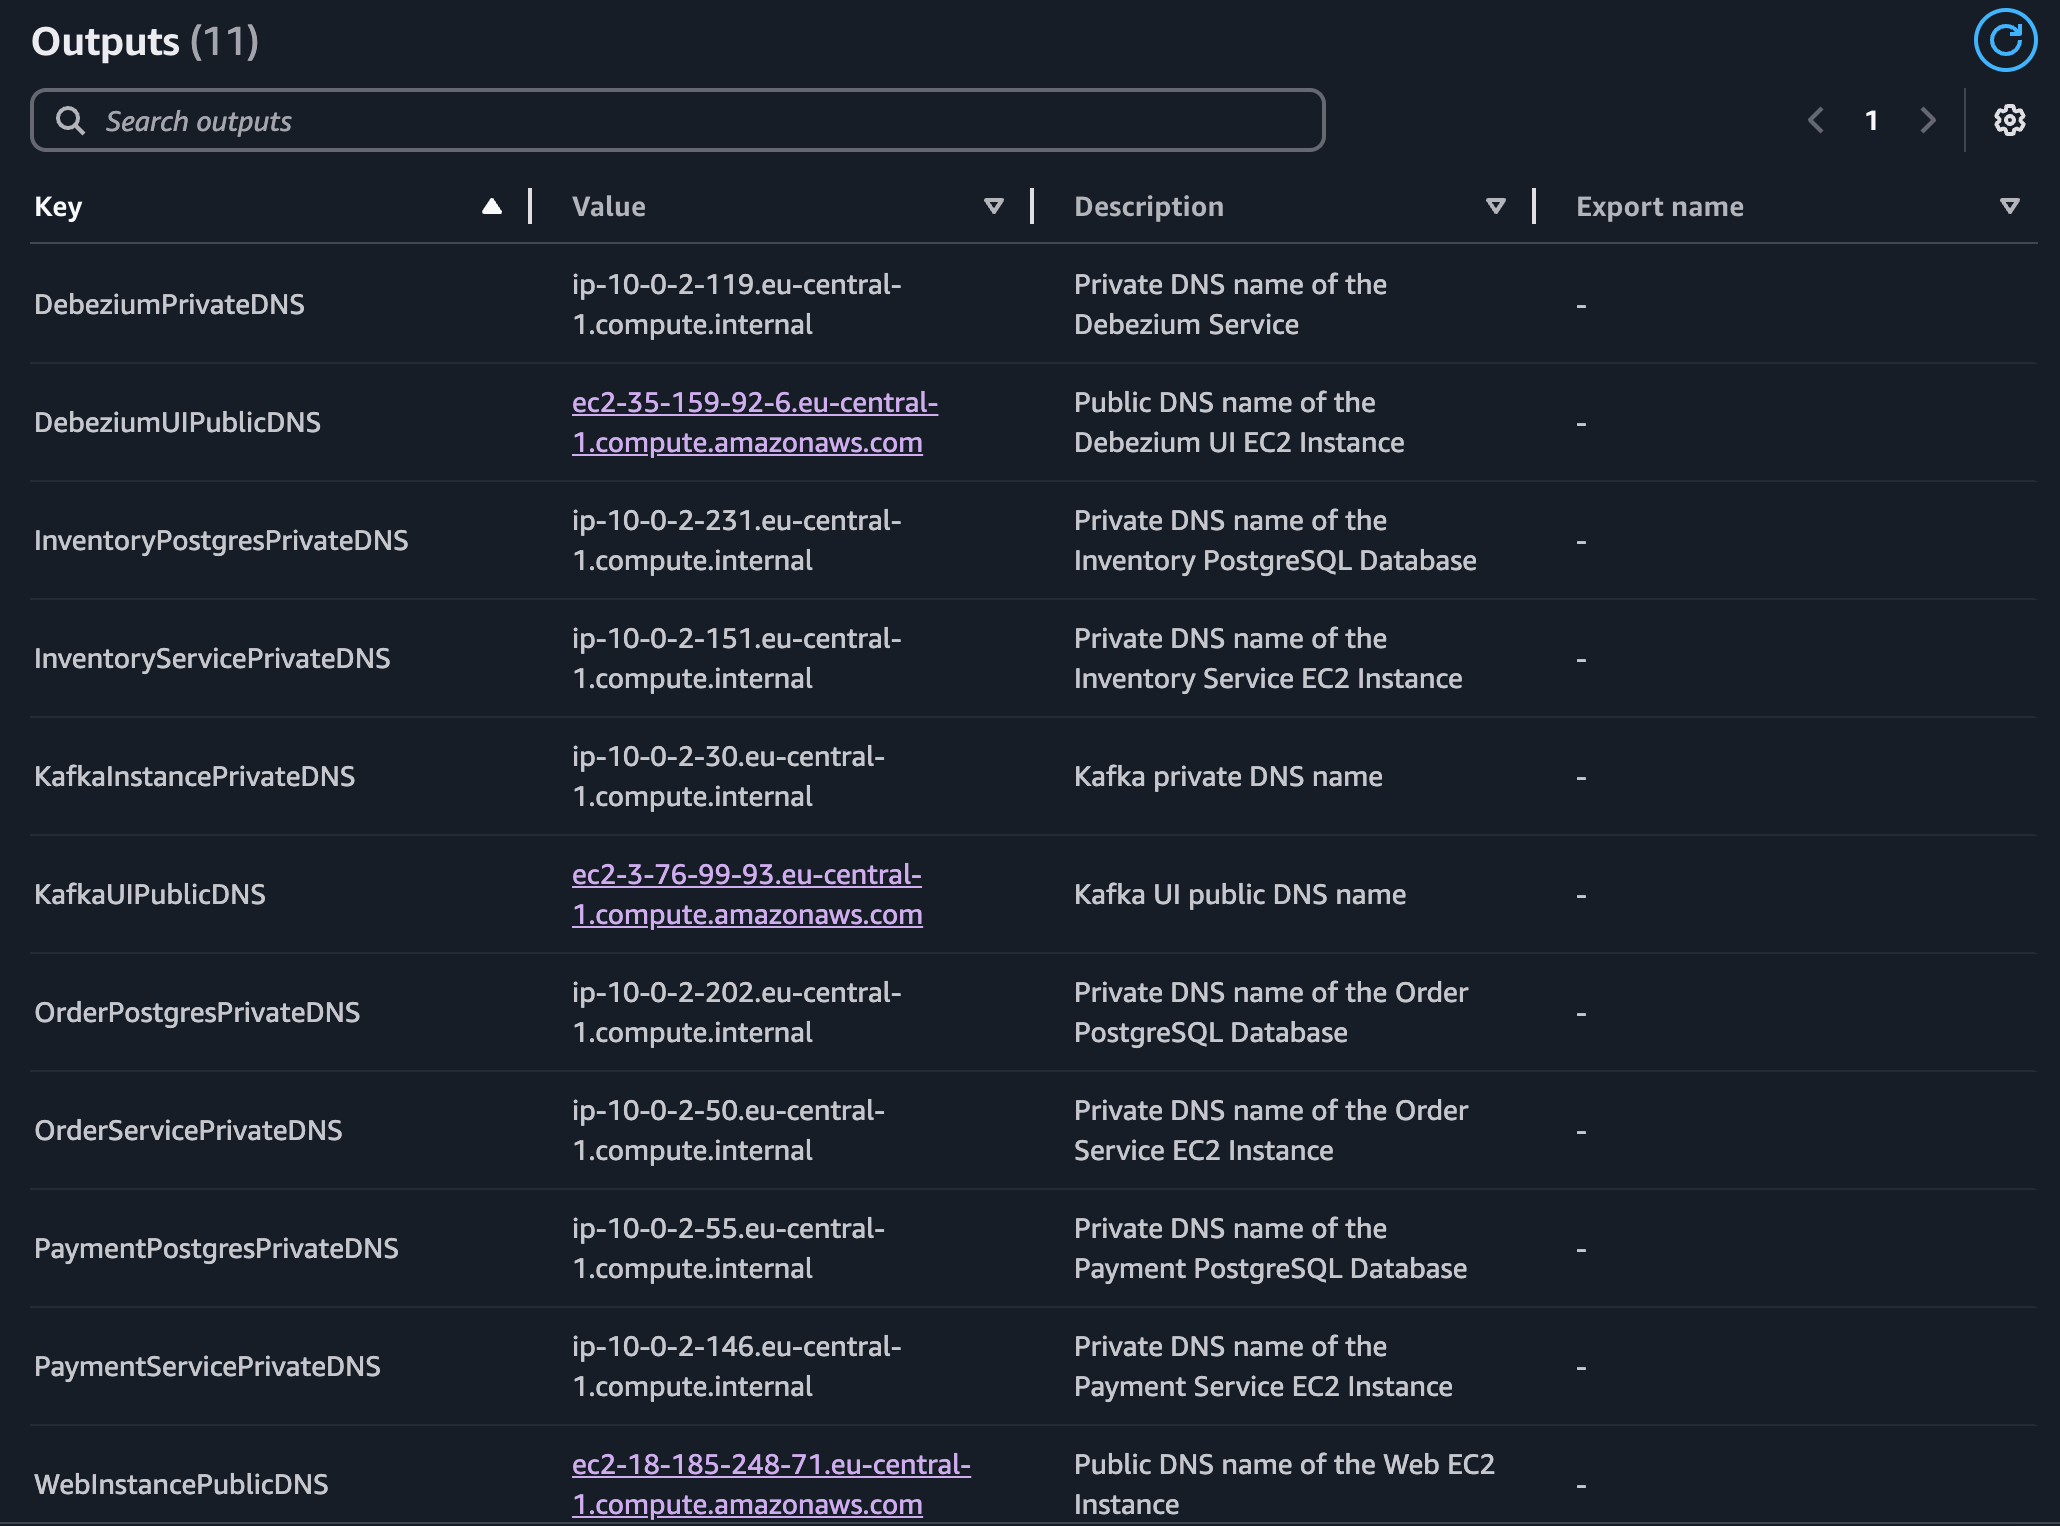 Outputs (11)
Search outputs
1
Key Value Description Export name
DebeziumPrivateDNS
ip-10-0-2-119.eu-central-
1.compute.internal
Private DNS name of the
Debezium Service
-
DebeziumUIPublicDNS
ec2-35-159-92-6.eu-central-
1.compute.amazonaws.com
Public DNS name of the
Debezium UI EC2 Instance
-
InventoryPostgresPrivateDNS
ip-10-0-2-231.eu-central-
1.compute.internal
Private DNS name of the
Inventory PostgreSQL Database
-
InventoryServicePrivateDNS
ip-10-0-2-151.eu-central-
1.compute.internal
Private DNS name of the
Inventory Service EC2 Instance
-
KafkaInstancePrivateDNS
ip-10-0-2-30.eu-central-
1.compute.internal
Kafka private DNS name
-
KafkaUIPublicDNS
ec2-3-76-99-93.eu-central-
1.compute.amazonaws.com
Kafka UI public DNS name
-
OrderPostgresPrivateDNS
ip-10-0-2-202.eu-central-
1.compute.internal
Private DNS name of the Order
PostgreSQL Database
-
OrderServicePrivateDNS
ip-10-0-2-50.eu-central-
1.compute.internal
Private DNS name of the Order
Service EC2 Instance
-
PaymentPostgresPrivateDNS
ip-10-0-2-55.eu-central-
1.compute.internal
Private DNS name of the
Payment PostgreSQL Database
-
PaymentServicePrivateDNS
ip-10-0-2-146.eu-central-
1.compute.internal
Private DNS name of the
Payment Service EC2 Instance
-
WebInstancePublicDNS
ec2-18-185-248-71.eu-central-
1.compute.amazonaws.com
Public DNS name of the Web EC2
Instance
-